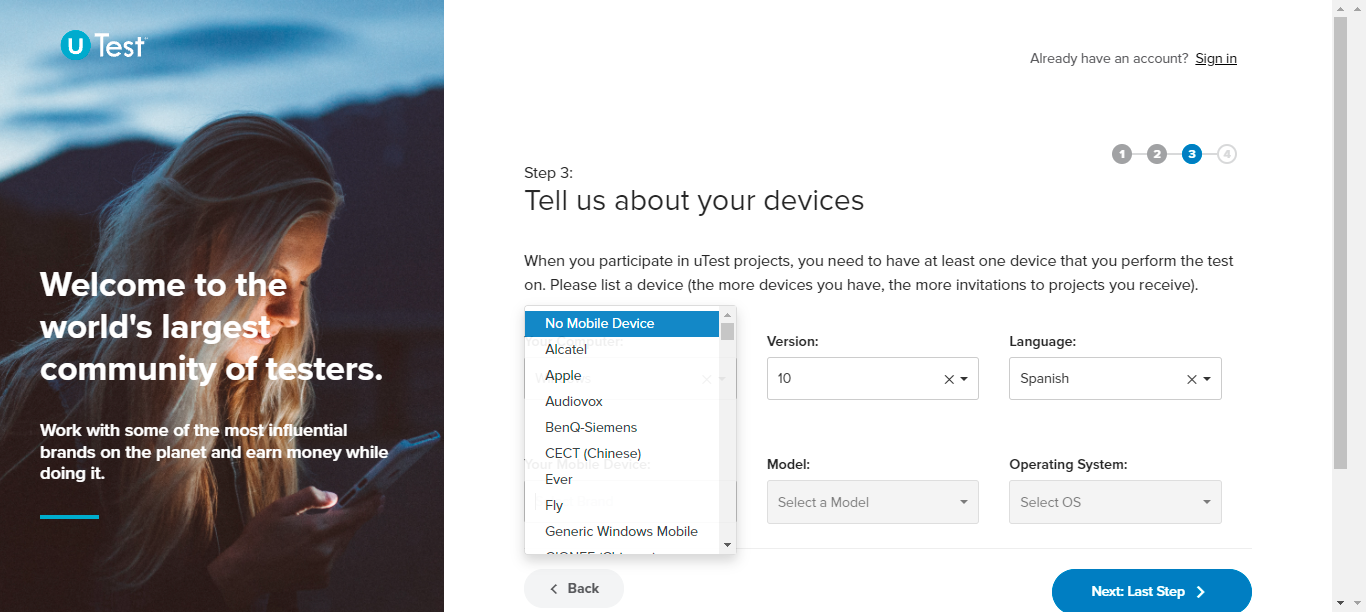 U Test
Already have an account? Sign in
1 2 3 4
Step 3:
Tell us about your devices
Welcome to the
world's largest
community of testers.
Work with some of the most influential
brands on the planet and earn money while
doing it.
When you participate in uTest projects, you need to have at least one device that you perform the test
on. Please list a device (the more devices you have, the more invitations to projects you receive).
No Mobile Device
Alcatel
Apple
Audiovox
BenQ-Siemens
CECT (Chinese)
Ever
Fly
Generic Windows Mobile
Your Computer:
Version:
Language:
10
Spanish
Your Mobile Device:
Model:
Operating System:
Select a Model
Select OS
Back
Next: Last Step